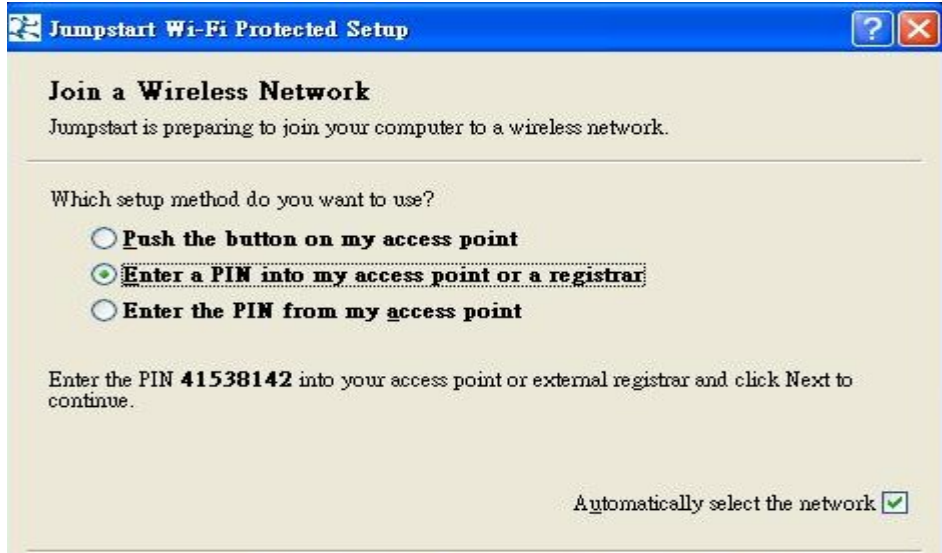 Jumpstart Wi-Fi Protected Setup
Join a Wireless Network
Jumpstart is preparing to join your computer to a wireless network.
Which setup method do you want to use?
Push the button on my access point
Enter a PIN into my access point or a registrar
Enter the PIN from my access point
Enter the PIN 41538142 into your access point or external registrar and click Next to
continue.
Automatically select the network